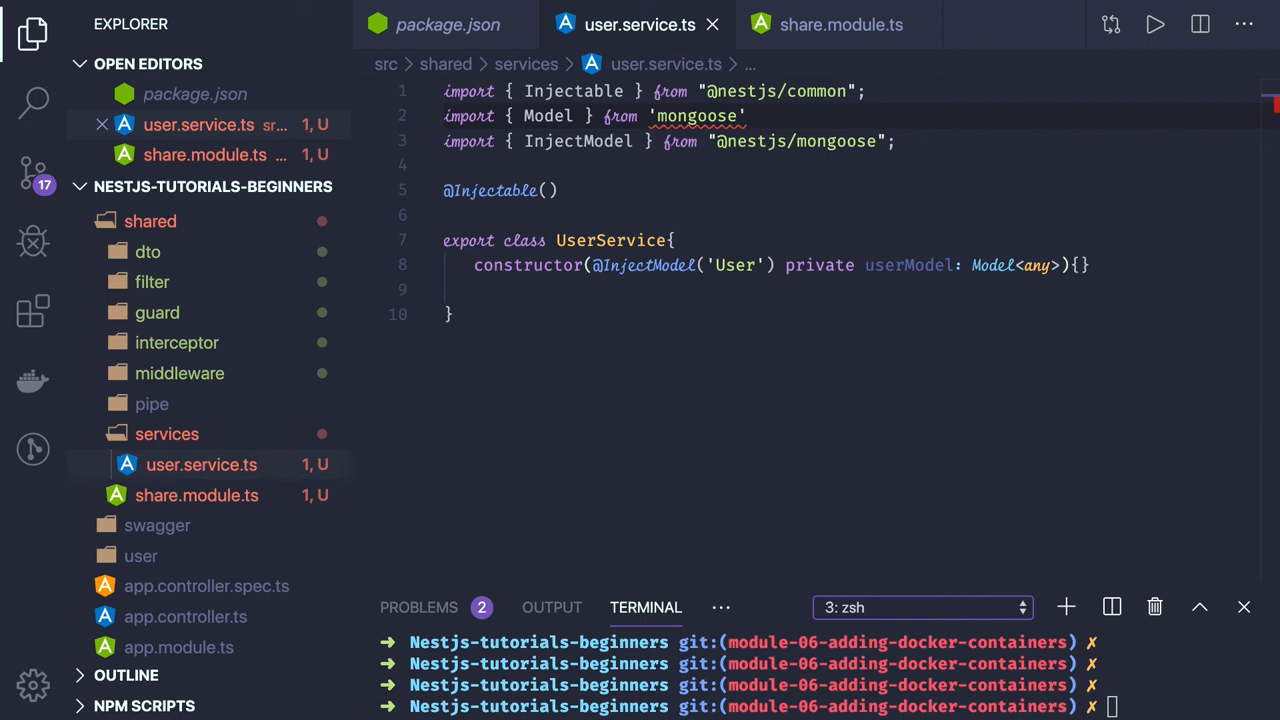 EXPLORER
OPEN EDITORS
package.json
user.service.ts sr... 1, U
share.module.ts ... 1, U
NESTJS-TUTORIALS-BEGINNERS
shared
dto
filter
guard
interceptor
middleware
pipe
services
user.service.ts 1, U
share.module.ts 1, U
swagger
user
app.controller.spec.ts
app.controller.ts
app.module.ts
OUTLINE
NPM SCRIPTS
17
package.json user.service.ts share.module.ts ...
src > shared > services > user.service.ts > ...
1 import { Injectable } from "@nestjs/common";
2 import { Model } from 'mongoose'
3 import { InjectModel } from "@nestjs/mongoose";
4
5 @Injectable()
6
7 export class UserService{
8 constructor(@InjectModel('User') private userModel: Model<any>){}
9
10 }
PROBLEMS 2 OUTPUT TERMINAL ... 3: zsh
➜ Nestjs-tutorials-beginners git:(module-06-adding-docker-containers) ✗
➜ Nestjs-tutorials-beginners git:(module-06-adding-docker-containers) ✗
➜ Nestjs-tutorials-beginners git:(module-06-adding-docker-containers) ✗
➜ Nestjs-tutorials-beginners git:(module-06-adding-docker-containers) ✗